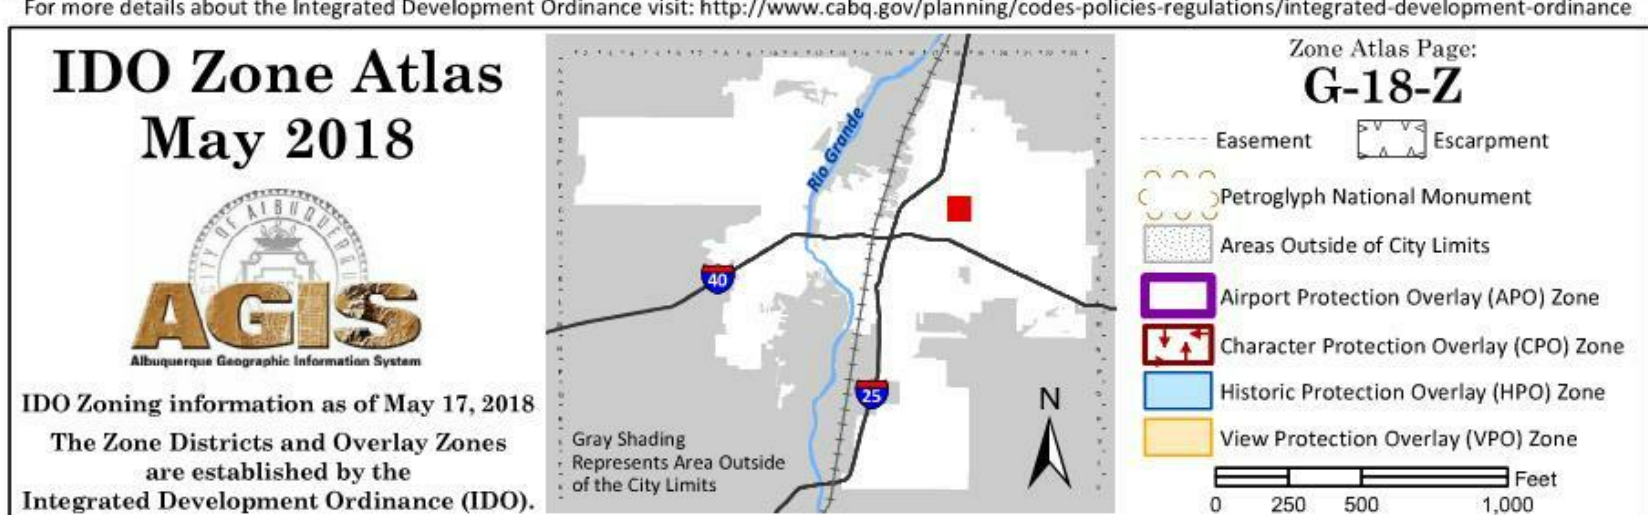 For more details about the Integrated Development Ordinance visit: http://www.cabq.gov/planning/codes-policies-regulations/integrated-development-ordinance
IDO Zone Atlas
May 2018
CITY OF ALBUQUERQUE
AGIS
Albuquerque Geographic Information System
IDO Zoning information as of May 17, 2018
The Zone Districts and Overlay Zones
are established by the
Integrated Development Ordinance (IDO).
Rio Grande
40
25
N
Gray Shading
Represents Area Outside
of the City Limits
Zone Atlas Page:
G-18-Z
Easement
Escarpment
Petroglyph National Monument
Areas Outside of City Limits
Airport Protection Overlay (APO) Zone
Character Protection Overlay (CPO) Zone
Historic Protection Overlay (HPO) Zone
View Protection Overlay (VPO) Zone
Feet
0 250 500 1,000